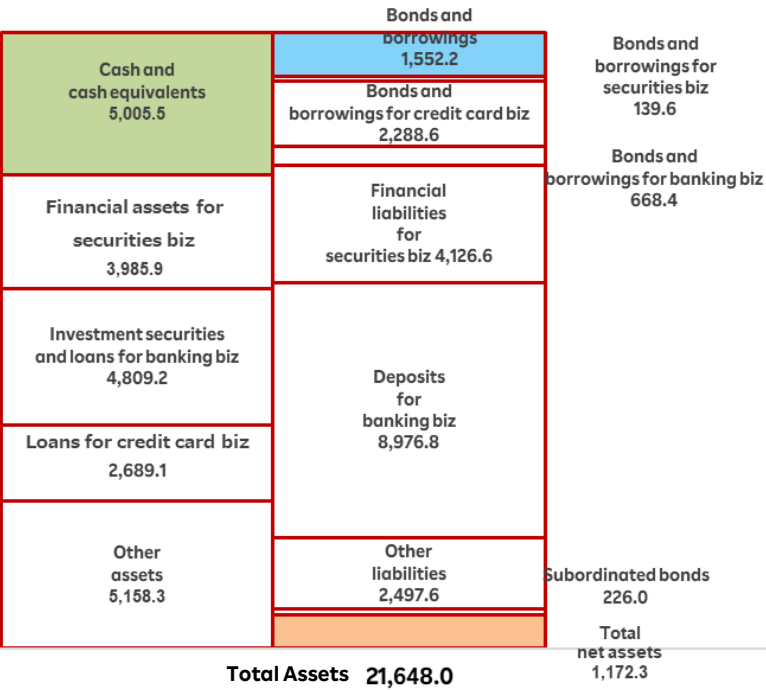 Cash and
cash equivalents
5,005.5
Financial assets for
securities biz
3,985.9
Investment securities
and loans for banking biz
4,809.2
Loans for credit card biz
2,689.1
Other
assets
5,158.3
Bonds and
borrowings
1,552.2
Bonds and
borrowings for credit card biz
2,288.6
Financial
liabilities
for
securities biz 4,126.6
Deposits
for
banking biz
8,976.8
Other
liabilities
2,497.6
Bonds and
borrowings for
securities biz
139.6
Bonds and
borrowings for banking biz
668.4
Subordinated bonds
226.0
Total
net assets
1,172.3
Total Assets 21,648.0